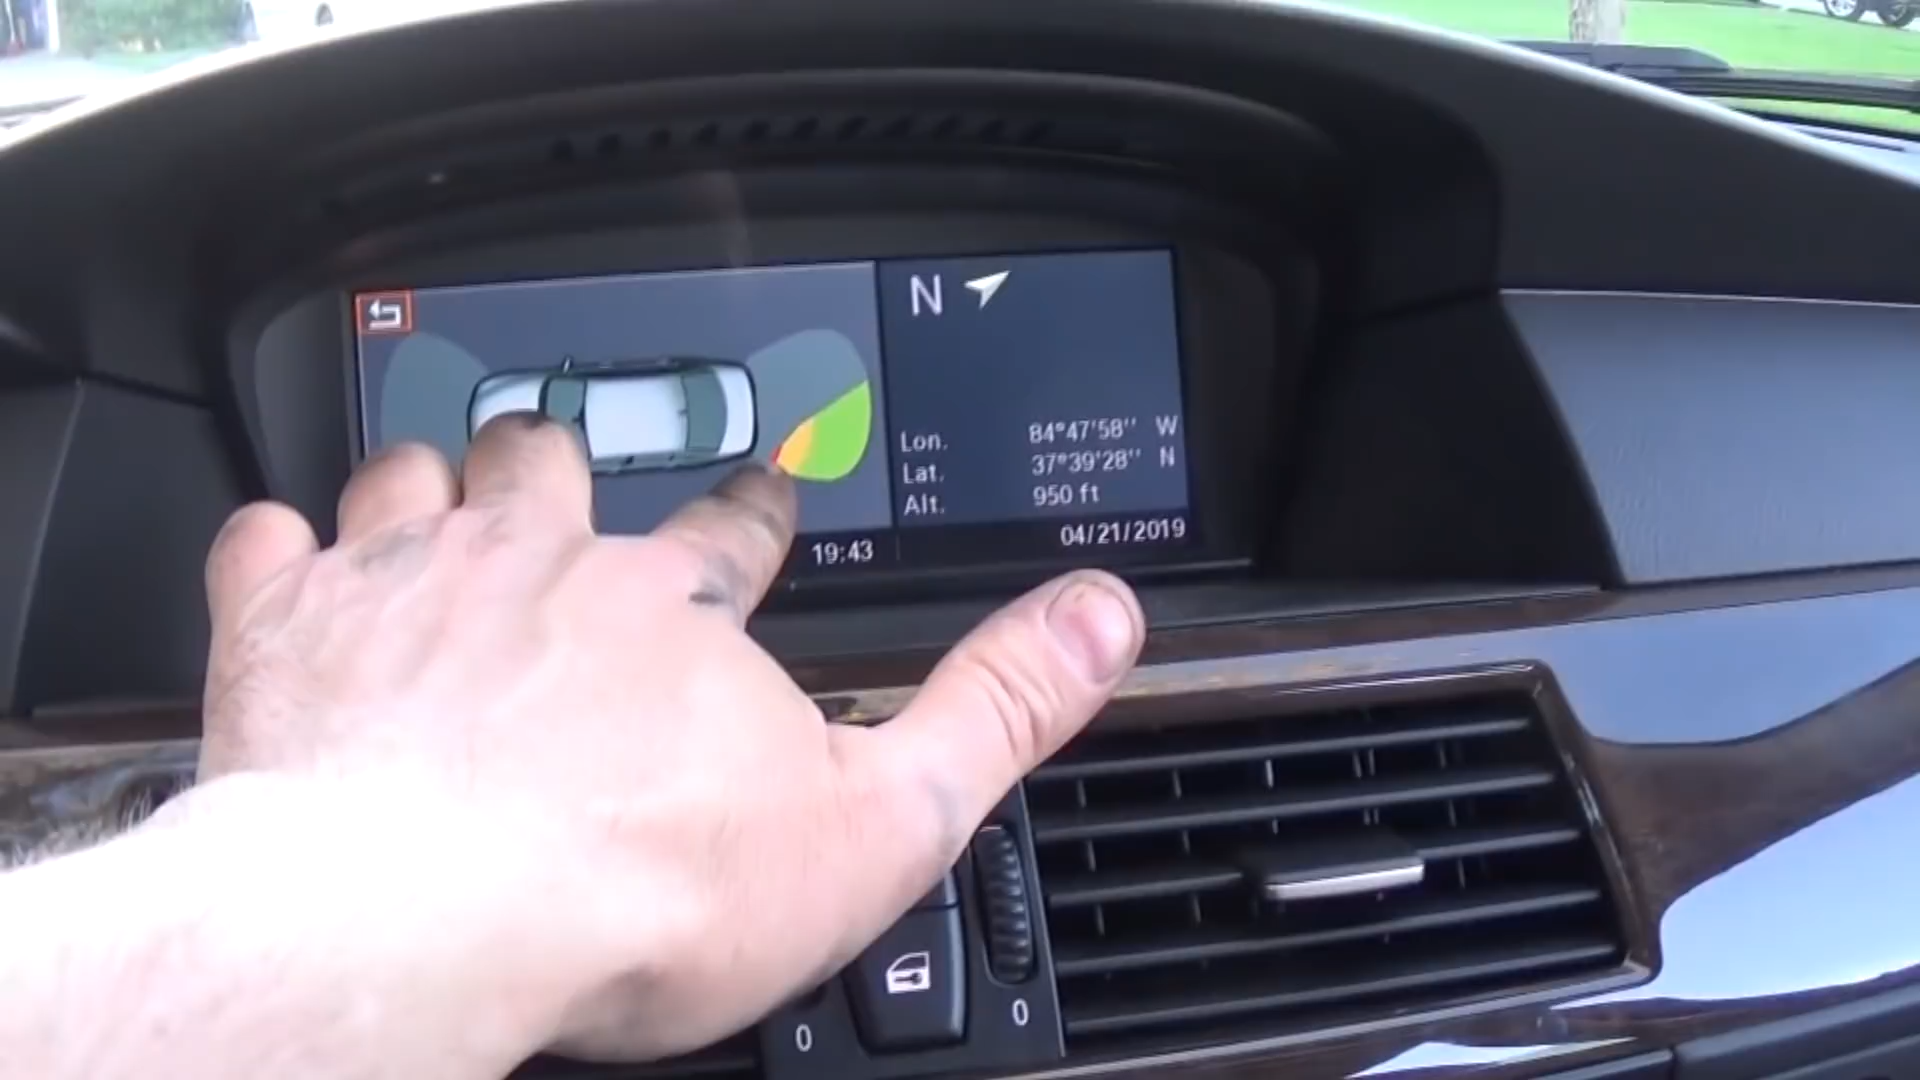 N
Lon. 84°47'58'' W
Lat. 37°39'28'' N
Alt. 950 ft
19:43 04/21/2019
0 0